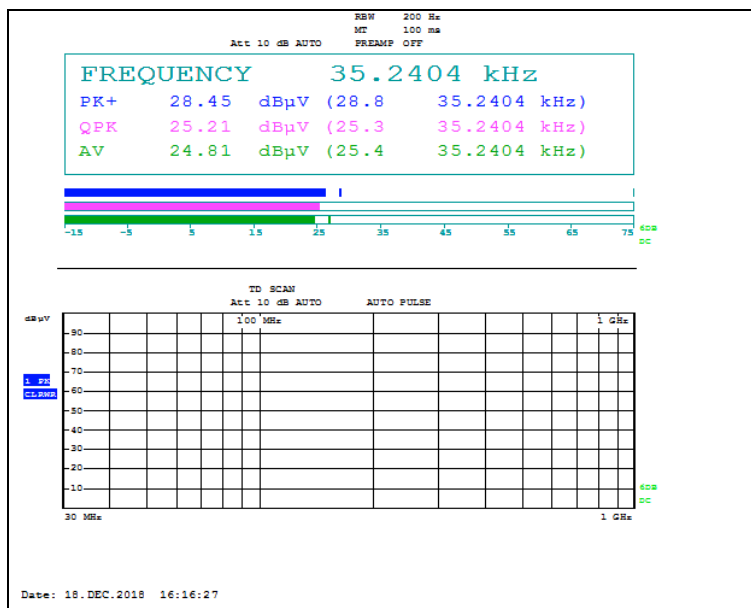 RBW 200 Hz
MT 100 ms
Att 10 dB AUTO PREAMP OFF
FREQUENCY 35.2404 kHz
PK+ 28.45 dBµV (28.8 35.2404 kHz)
QPK 25.21 dBµV (25.3 35.2404 kHz)
AV 24.81 dBµV (25.4 35.2404 kHz)
-15 -5 5 15 25 35 45 55 65 75
6DB
DC
TD SCAN
Att 10 dB AUTO AUTO PULSE
dBµV
100 MHz 1 GHz
90
80
70
1 PK
CLRWR
60
50
40
30
20
10
6DB
DC
30 MHz 1 GHz
Date: 18.DEC.2018 16:16:27